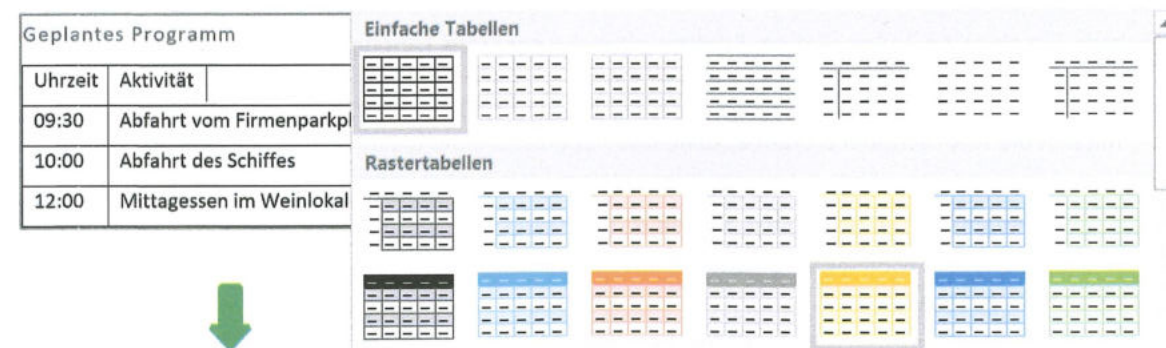 Geplantes Programm
Uhrzeit Aktivität
09:30 Abfahrt vom Firmenparkpl
10:00 Abfahrt des Schiffes
12:00 Mittagessen im Weinlokal
Einfache Tabellen
Rastertabellen